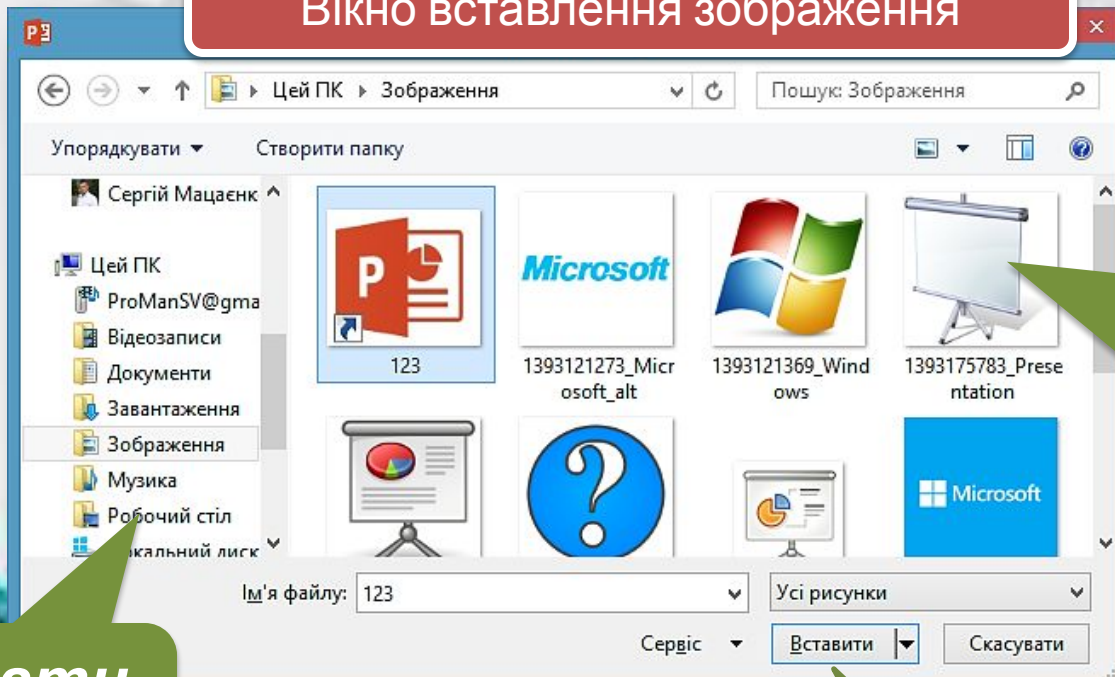 Вікно вставлення зображення
Цей ПК Зображення
Пошук: Зображення
Упорядкувати
Створити папку
Сергій Мацаєнк
Цей ПК
ProManSV@gma
Відеозаписи
Документи
Завантаження
Зображення
Музика
Робочий стіл
диск
P
123
Microsoft
1393121273_Micr
osoft_alt
1393121369_Wind
ows
1393175783_Prese
ntation
?
Microsoft
Ім'я файлу: 123
Усі рисунки
Сервіс
Вставити
Скасувати